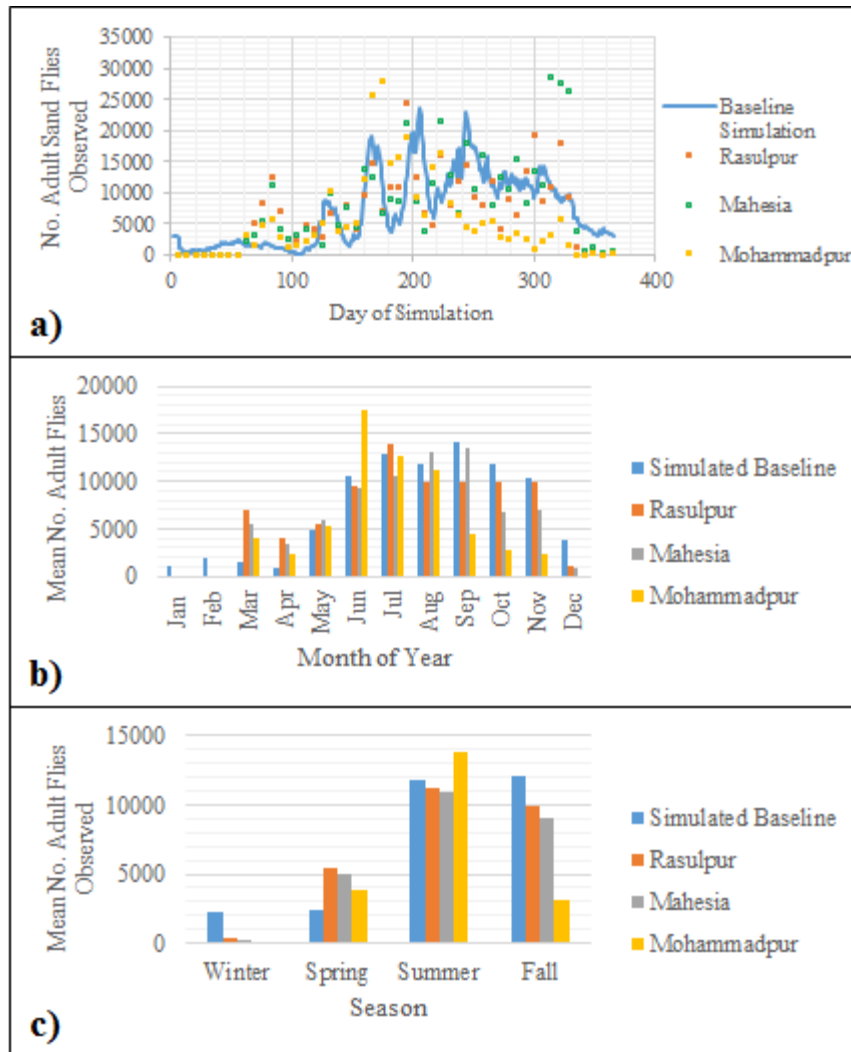 35000
30000
25000
20000
15000
10000
5000
0
No. Adult Sand Flies
Observed
0 100 200 300 400
Day of Simulation
Baseline
Simulation
Rasulpur
Mahesia
Mohammadpur
a)
20000
15000
10000
5000
0
Mean No. Adult Flies
Jan Feb Mar Apr May Jun Jul Aug Sep Oct Nov Dec
Month of Year
Simulated Baseline
Rasulpur
Mahesia
Mohammadpur
b)
15000
10000
5000
0
Mean No. Adult Flies
Observed
Winter Spring Summer Fall
Season
Simulated Baseline
Rasulpur
Mahesia
Mohammadpur
c)